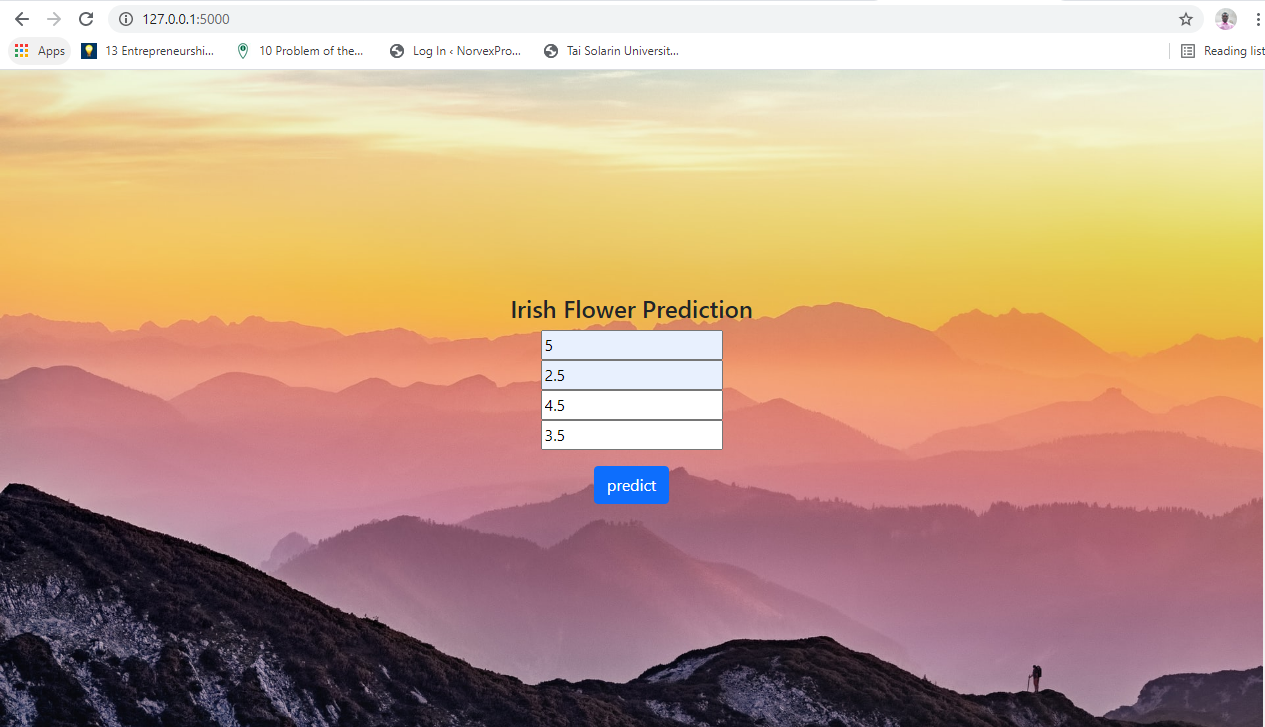 127.0.0.1:5000
Apps 13 Entrepreneurshi... 10 Problem of the... Log In ‹ NorvexPro... Tai Solarin Universit... Reading list
Irish Flower Prediction
5
2.5
4.5
3.5
predict